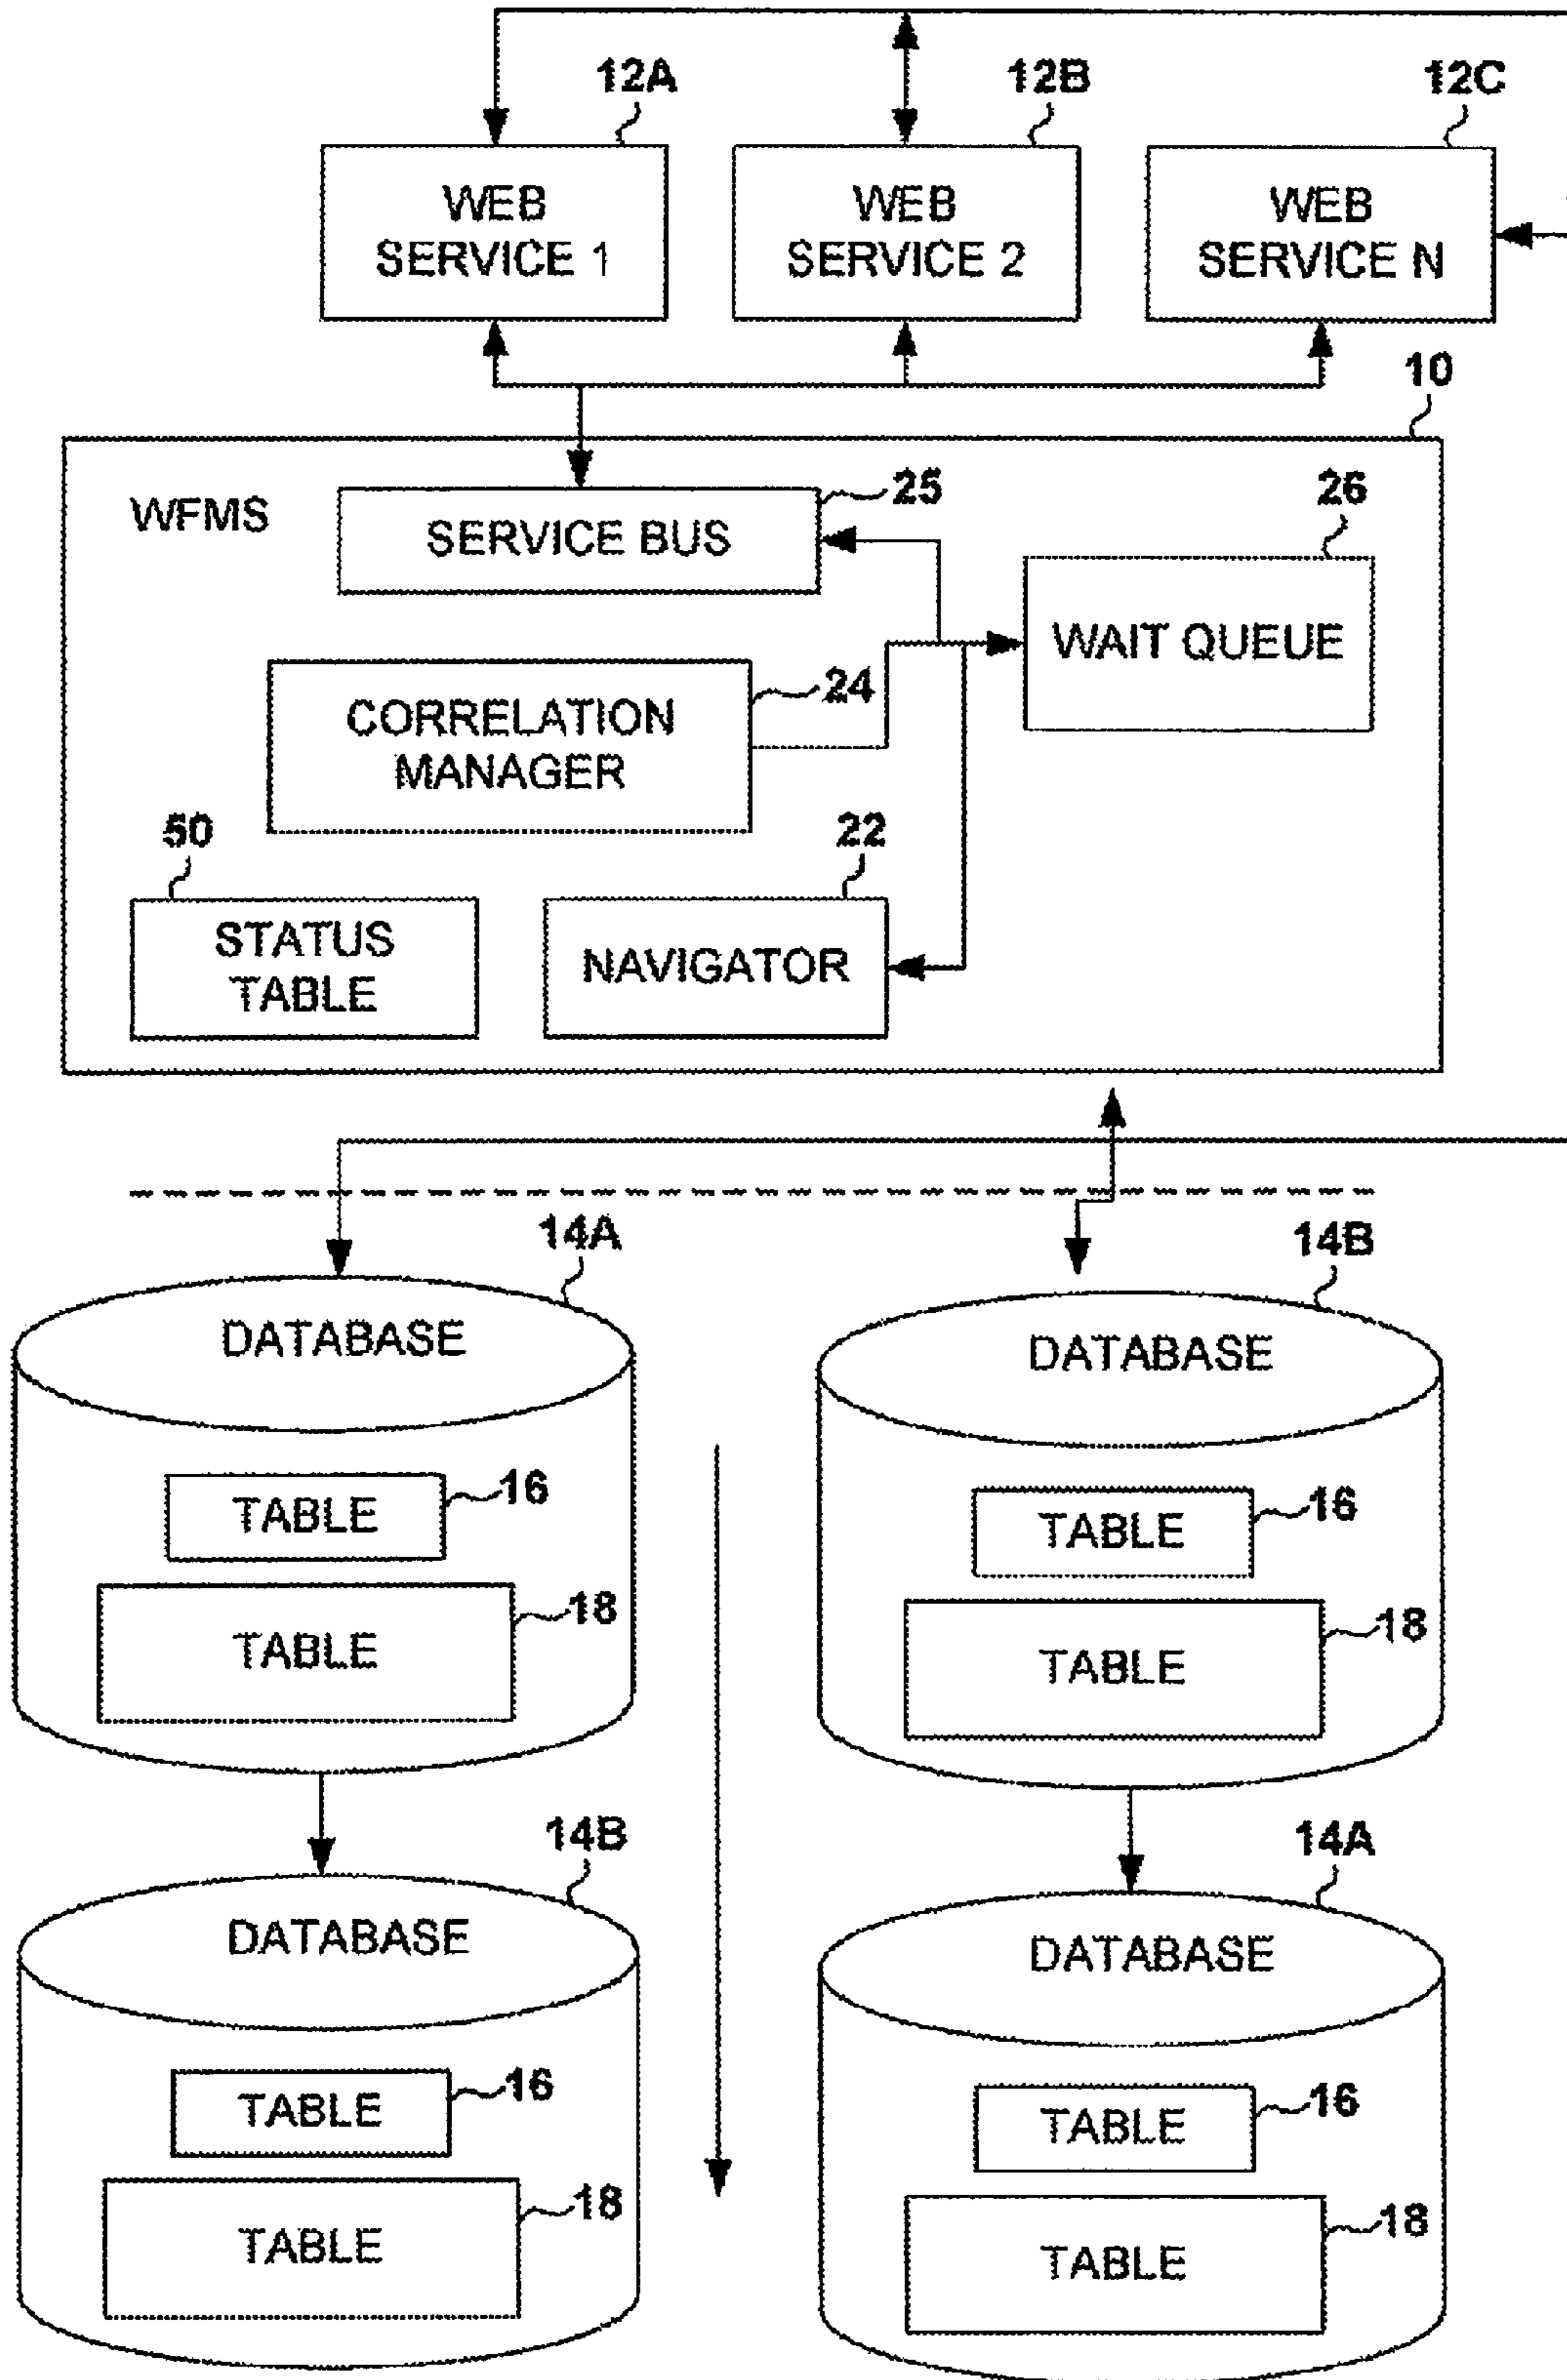 12A
12B
12C
WEB
SERVICE 1
WEB
SERVICE 2
WEB
SERVICE N
10
WFMS
SERVICE BUS
25
26
WAIT QUEUE
CORRELATION
MANAGER
24
50
STATUS
TABLE
22
NAVIGATOR
14A
DATABASE
TABLE
16
TABLE
18
14B
DATABASE
TABLE
16
TABLE
18
14B
DATABASE
TABLE
16
TABLE
18
14A
DATABASE
TABLE
16
TABLE
18